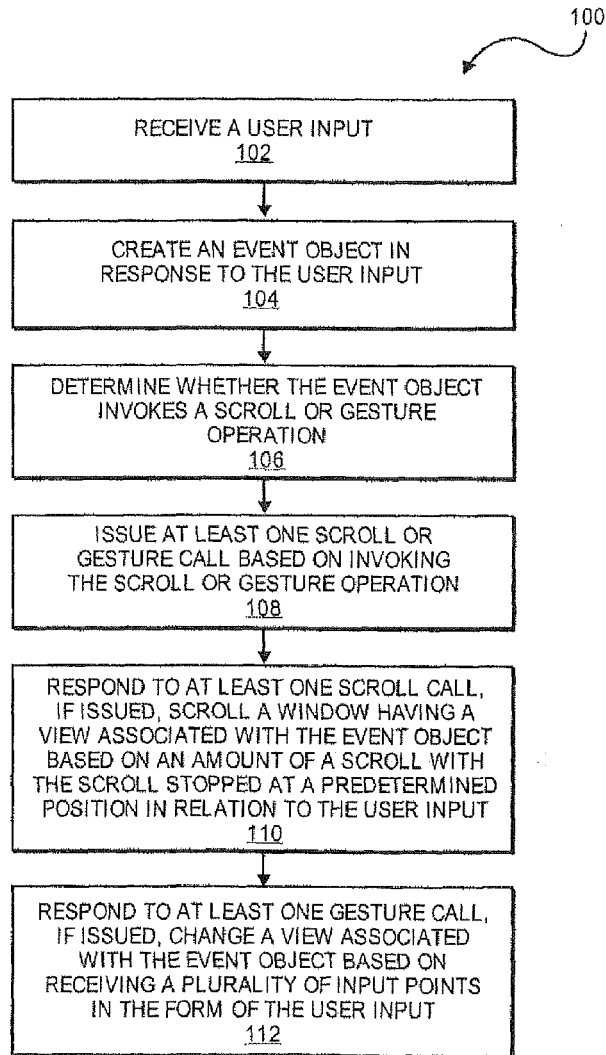 100
RECEIVE A USER INPUT
102
CREATE AN EVENT OBJECT IN
RESPONSE TO THE USER INPUT
104
DETERMINE WHETHER THE EVENT OBJECT
INVOKES A SCROLL OR GESTURE
OPERATION
106
ISSUE AT LEAST ONE SCROLL OR
GESTURE CALL BASED ON INVOKING
THE SCROLL OR GESTURE OPERATION
108
RESPOND TO AT LEAST ONE SCROLL CALL,
IF ISSUED, SCROLL A WINDOW HAVING A
VIEW ASSOCIATED WITH THE EVENT OBJECT
BASED ON AN AMOUNT OF A SCROLL WITH
THE SCROLL STOPPED AT A PREDETERMINED
POSITION IN RELATION TO THE USER INPUT
110
RESPOND TO AT LEAST ONE GESTURE CALL,
IF ISSUED, CHANGE A VIEW ASSOCIATED
WITH THE EVENT OBJECT BASED ON
RECEIVING A PLURALITY OF INPUT POINTS
IN THE FORM OF THE USER INPUT
112